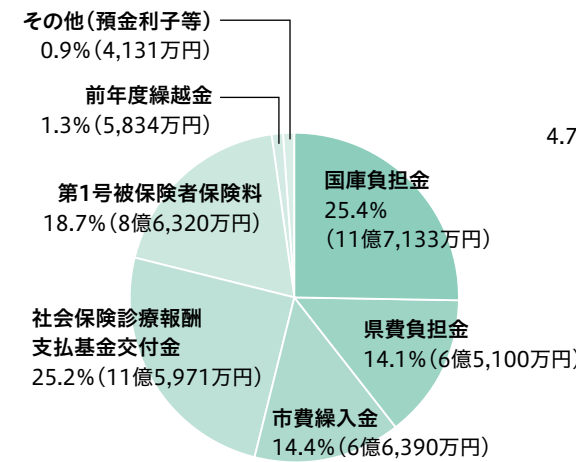 その他（預金利子等）
0.9%（4,131万円）
前年度繰越金
1.3%（5,834万円）
第1号被保険者保険料
18.7%（8億6,320万円）
社会保険診療報酬
支払基金交付金
25.2%（11億5,971万円）
国庫負担金
25.4%
（11億7,133万円）
県費負担金
14.1%（6億5,100万円）
市費繰入金
14.4%（6億6,390万円）
4.7